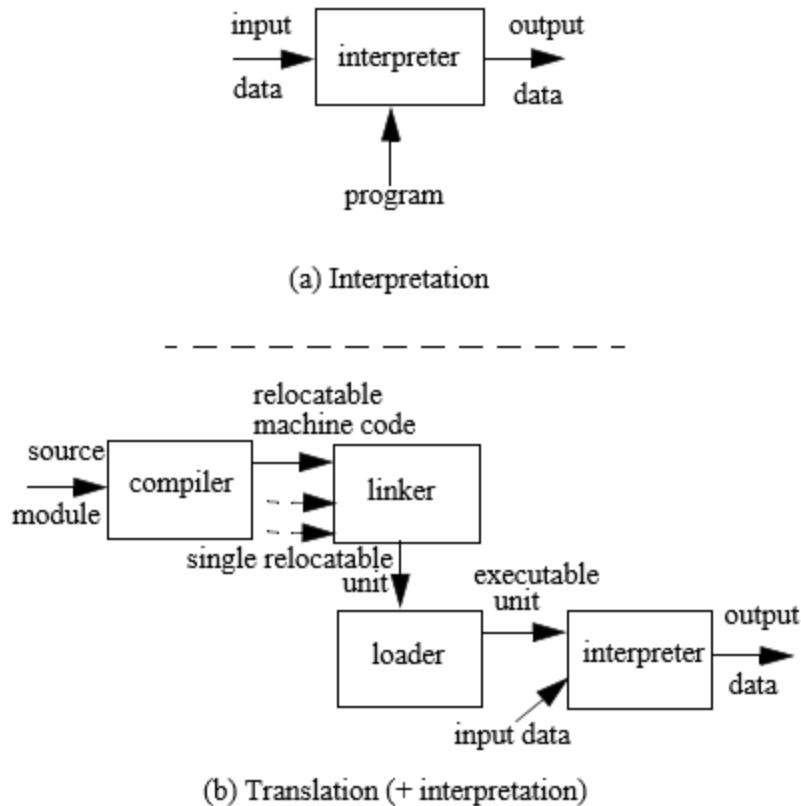 input
data
interpreter
output
data
program
(a) Interpretation
source
module
compiler
relocatable
machine code
linker
single relocatable
unit
loader
executable
unit
interpreter
input data
output
data
(b) Translation (+ interpretation)